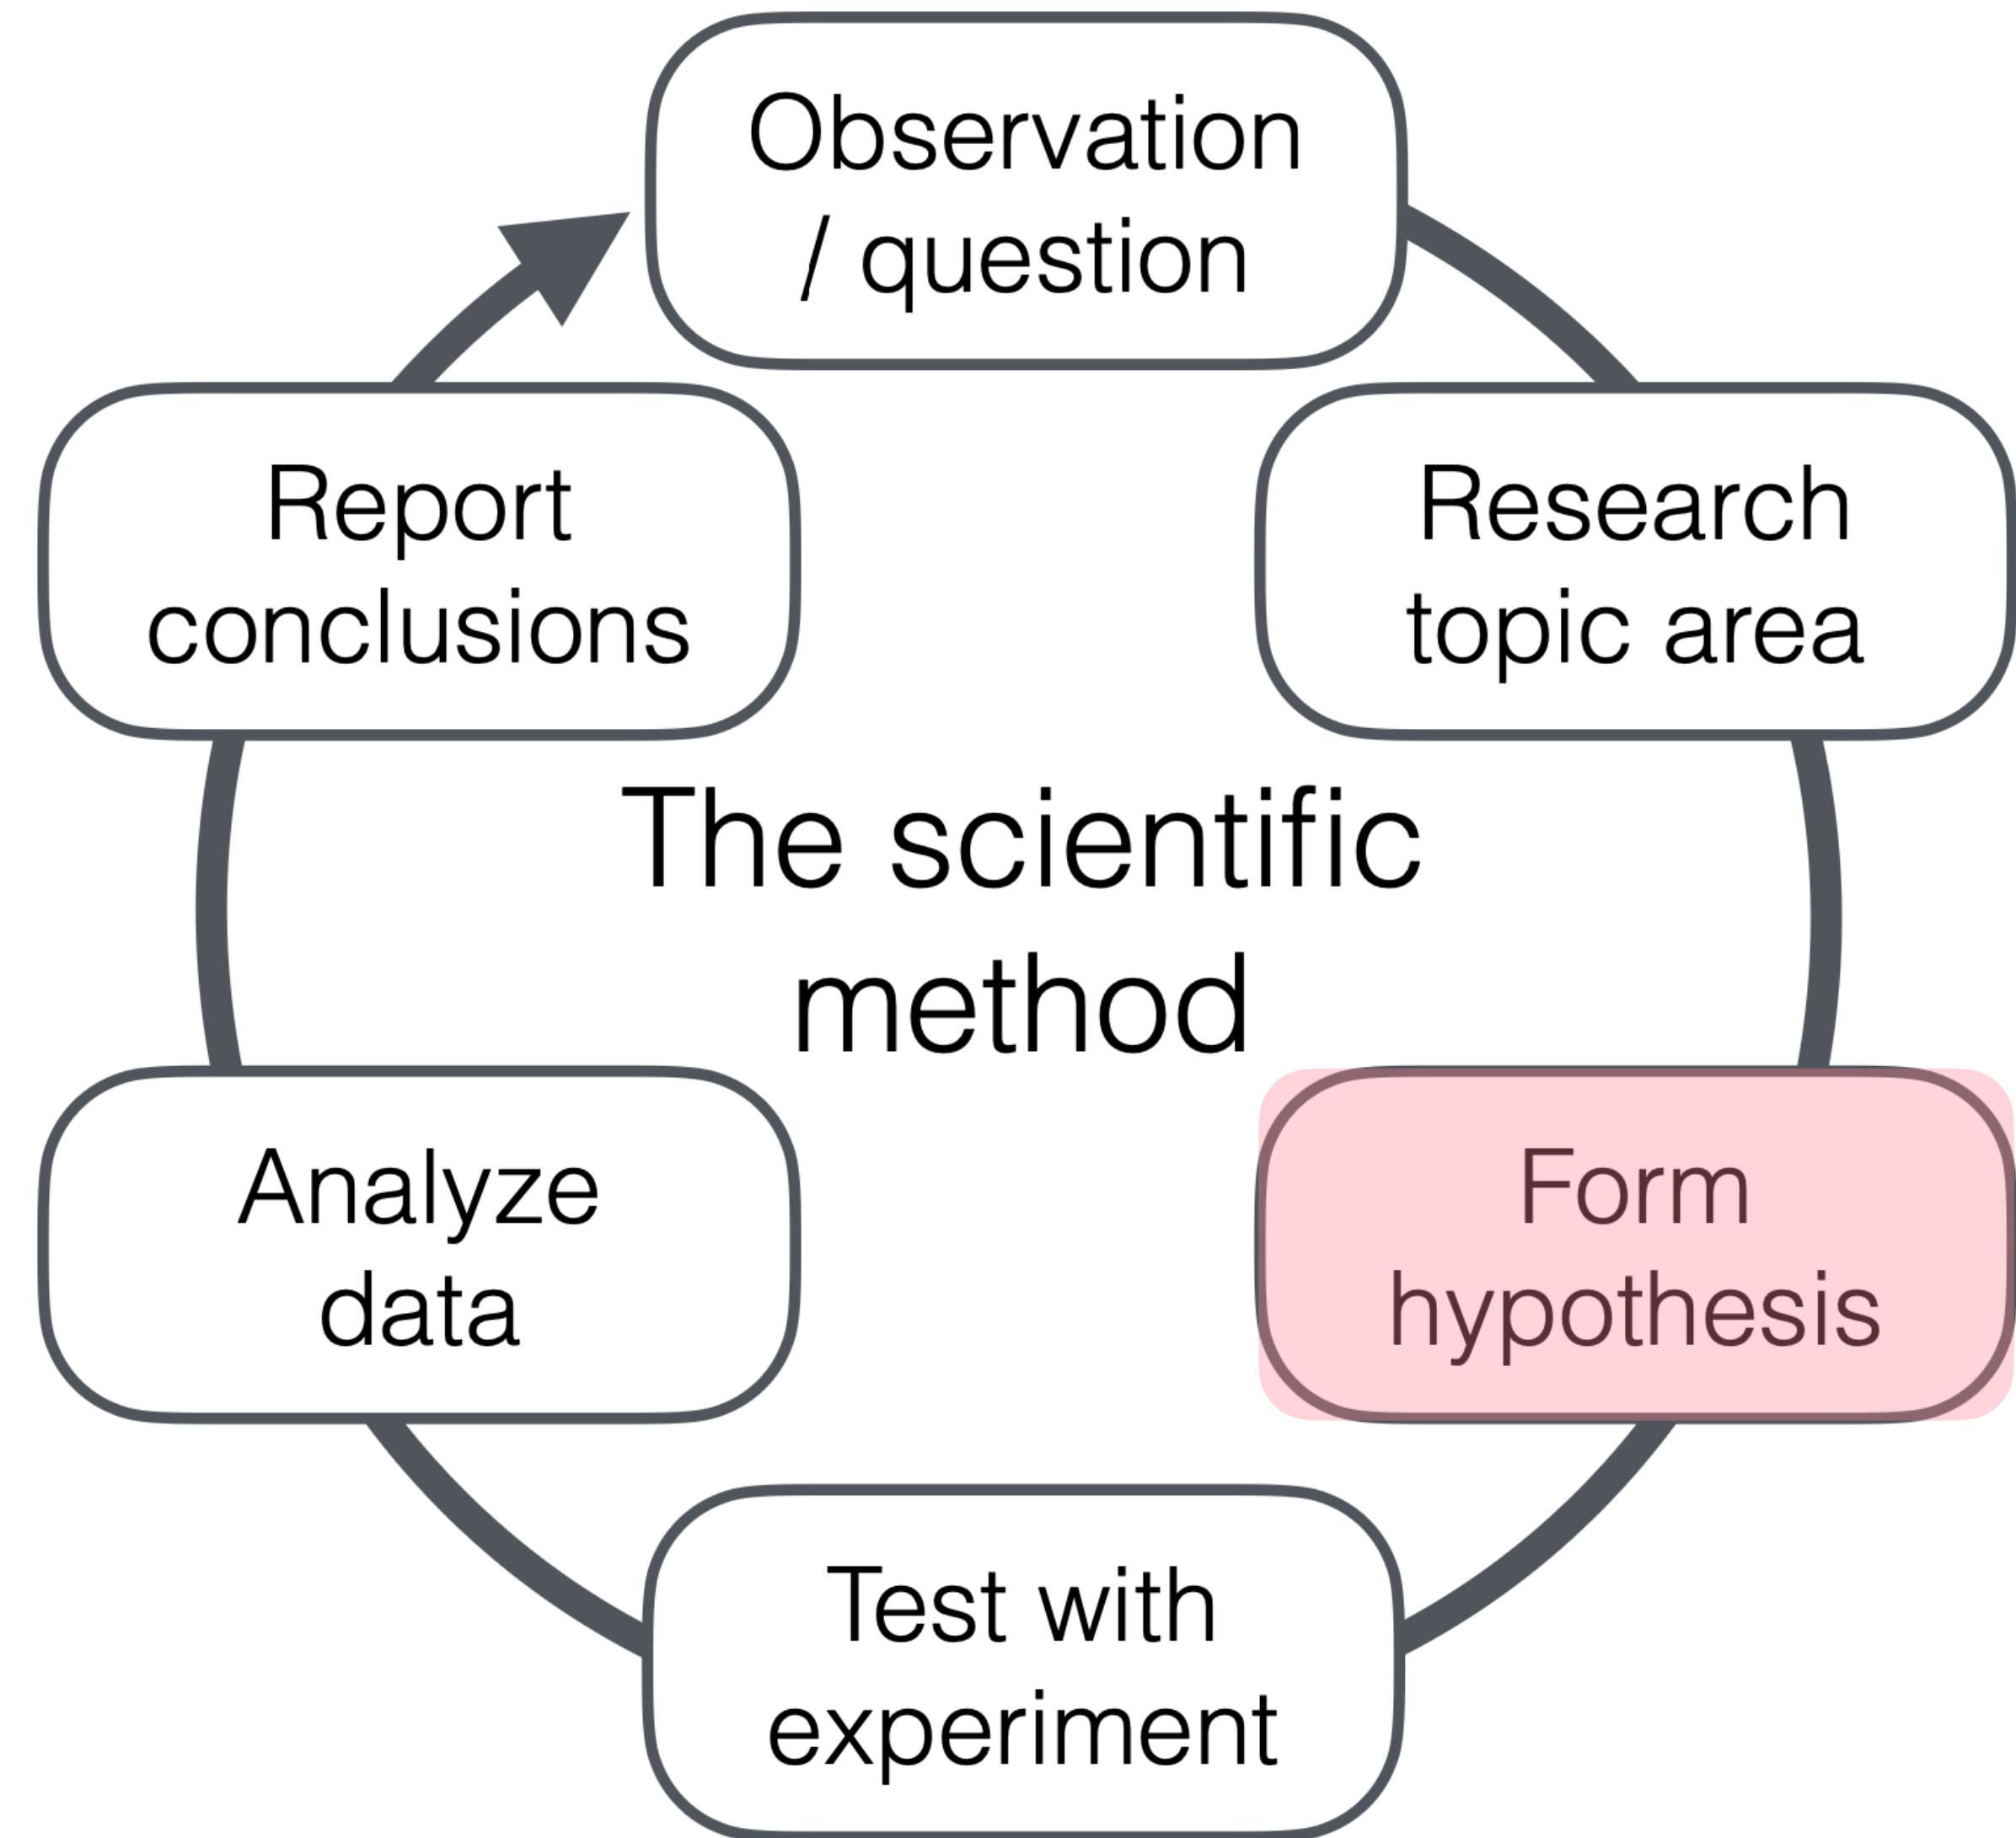 Observation
/ question
Research
topic area
Form
hypothesis
Test with
experiment
Analyze
data
Report
conclusions
The scientific
method